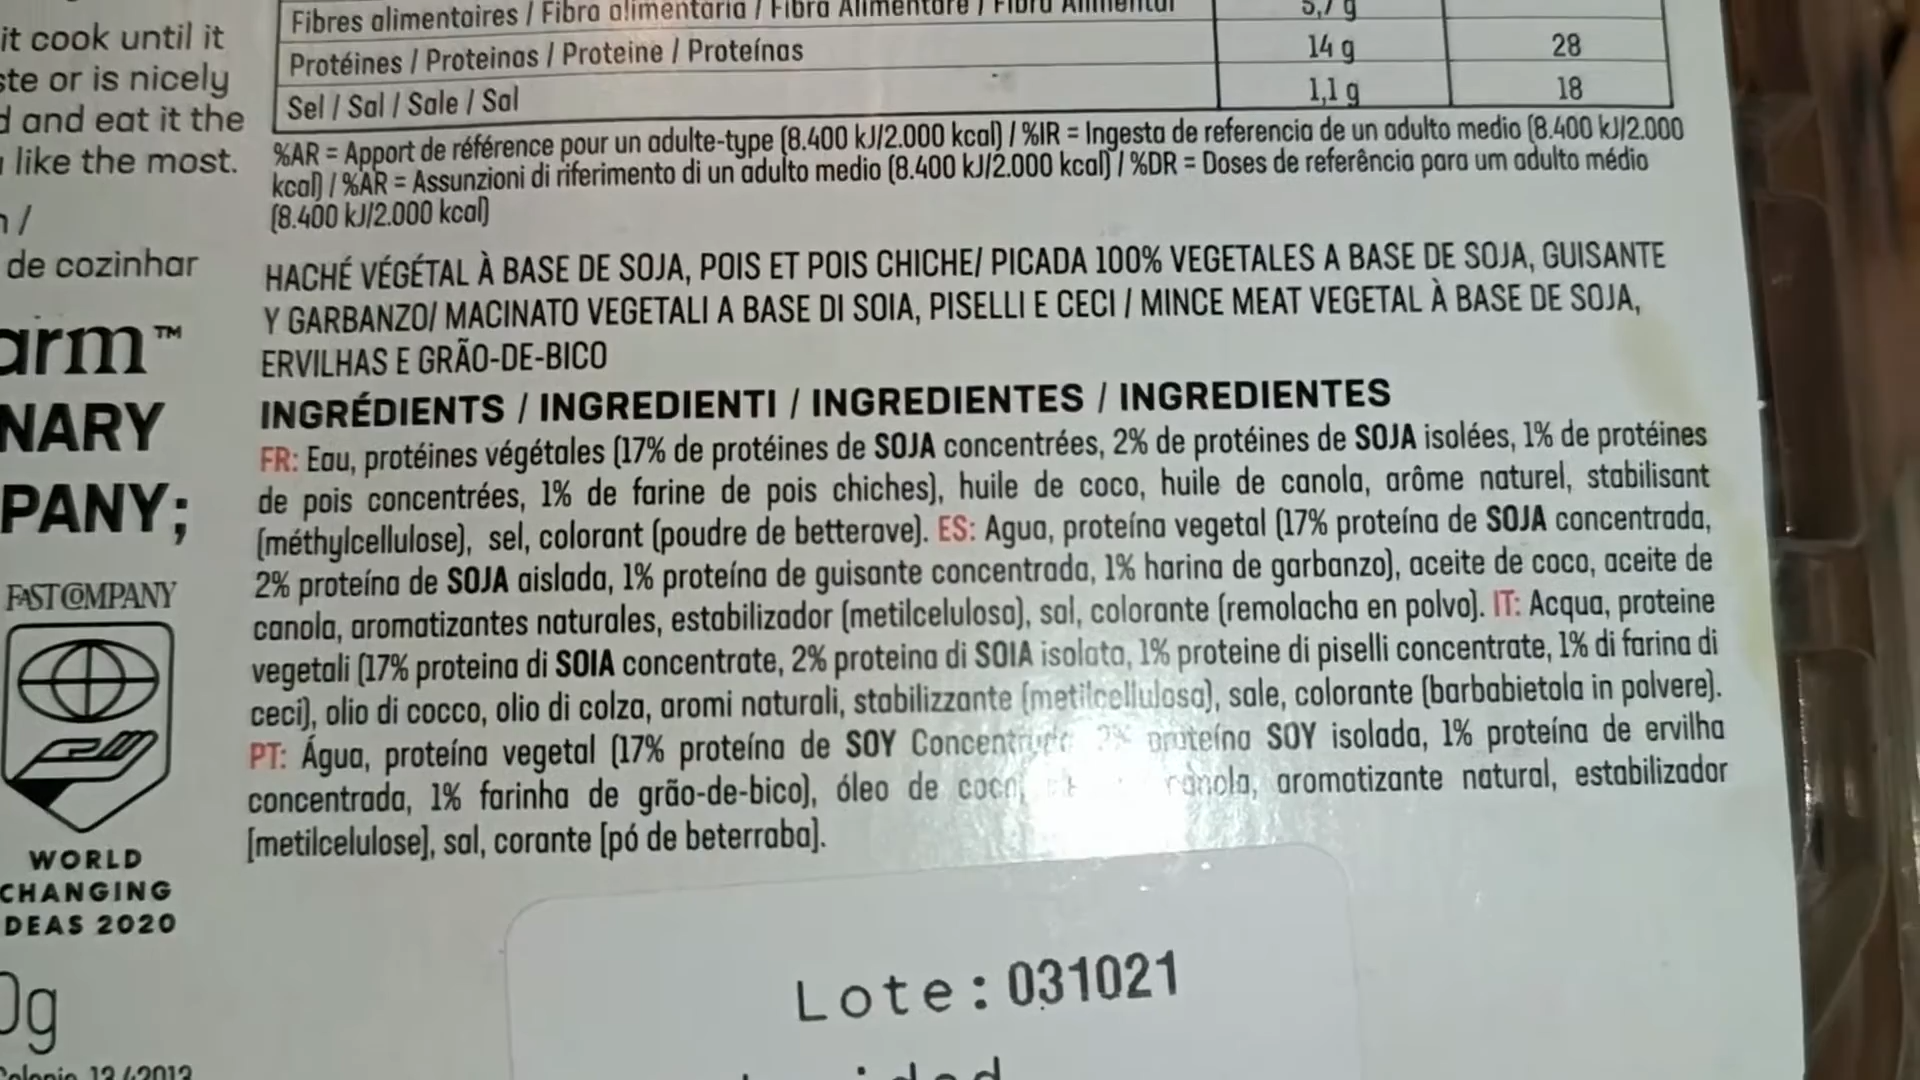 it cook until it
ste or is nicely
d and eat it the
like the most.
/
de cozinhar
arm™
NARY
PANY;
FAST COMPANY
WORLD
CHANGING
DEAS 2020
0g
Fibres alimentaires / Fibra alimentaria / Fibra Alimentare / Fibra Alimentar 5,7 g
Protéines / Proteinas / Proteine / Proteínas 14 g 28
Sel / Sal / Sale / Sal 1,1 g 18
%AR = Apport de référence pour un adulte-type (8.400 kJ/2.000 kcal) / %IR = Ingesta de referencia de un adulto medio (8.400 kJ/2.000
kcal) / %AR = Assunzioni di riferimento di un adulto medio (8.400 kJ/2.000 kcal) / %DR = Doses de referência para um adulto médio
(8.400 kJ/2.000 kcal)
HACHÉ VÉGÉTAL À BASE DE SOJA, POIS ET POIS CHICHE/ PICADA 100% VEGETALES A BASE DE SOJA, GUISANTE
Y GARBANZO/ MACINATO VEGETALI A BASE DI SOIA, PISELLI E CECI / MINCE MEAT VEGETAL À BASE DE SOJA,
ERVILHAS E GRÃO-DE-BICO
INGRÉDIENTS / INGREDIENTI / INGREDIENTES / INGREDIENTES
FR: Eau, protéines végétales (17% de protéines de SOJA concentrées, 2% de protéines de SOJA isolées, 1% de protéines
de pois concentrées, 1% de farine de pois chiches), huile de coco, huile de canola, arôme naturel, stabilisant
(méthylcellulose), sel, colorant (poudre de betterave). ES: Agua, proteína vegetal (17% proteína de SOJA concentrada,
2% proteína de SOJA aislada, 1% proteína de guisante concentrada, 1% harina de garbanzo), aceite de coco, aceite de
canola, aromatizantes naturales, estabilizador (metilcelulosa), sal, colorante (remolacha en polvo). IT: Acqua, proteine
vegetali (17% proteina di SOIA concentrate, 2% proteina di SOIA isolata, 1% proteine di piselli concentrate, 1% di farina di
ceci), olio di cocco, olio di colza, aromi naturali, stabilizzante (metilcellulosa), sale, colorante (barbabietola in polvere).
PT: Água, proteína vegetal (17% proteína de SOY Concentrada, 2% proteína SOY isolada, 1% proteína de ervilha
concentrada, 1% farinha de grão-de-bico), óleo de coco, canola, aromatizante natural, estabilizador
[metilcelulose], sal, corante [pó de beterraba].
Lote: 031021